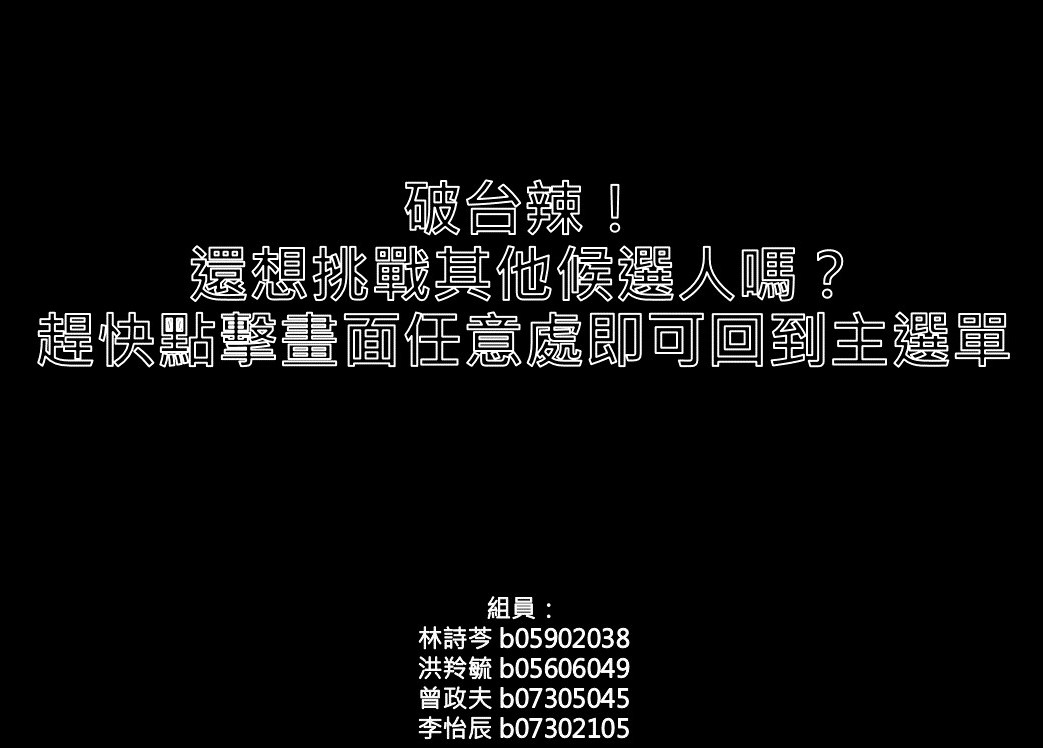 破台辣！
還想挑戰其他候選人嗎？
趕快點擊畫面任意處即可回到主選單
組員：
林詩芩 b05902038
洪羚毓 b05606049
曾政夫 b07305045
李怡辰 b07302105